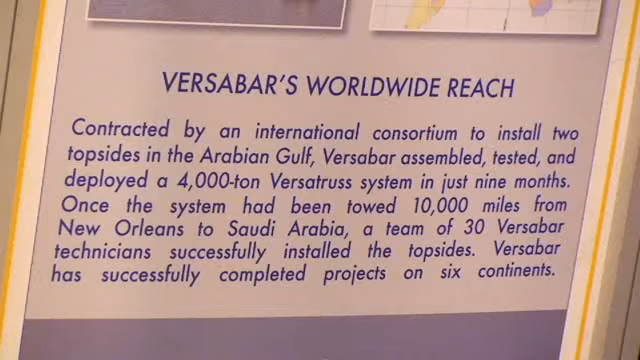 VERSABAR'S WORLDWIDE REACH
Contracted by an international consortium to install two
topsides in the Arabian Gulf, Versabar assembled, tested, and
deployed a 4,000-ton Versatruss system in just nine months.
Once the system had been towed 10,000 miles from
New Orleans to Saudi Arabia, a team of 30 Versabar
technicians successfully installed the topsides. Versabar
has successfully completed projects on six continents.